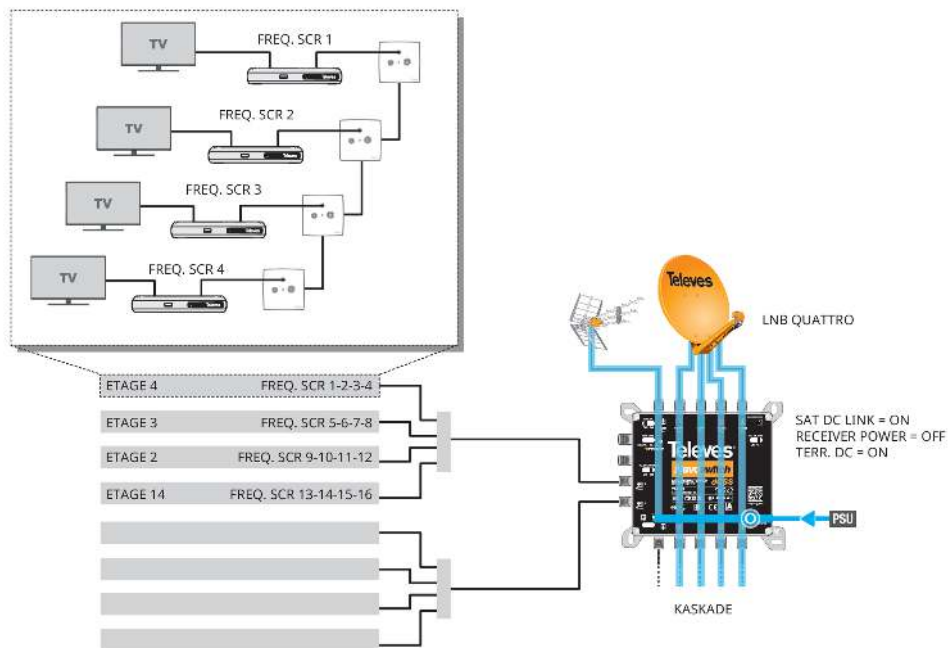 TV
FREQ. SCR 1
TV
FREQ. SCR 2
Televes
TV
FREQ. SCR 3
TV
FREQ. SCR 4
Televes
LNB QUATTRO
ETAGE 4 FREQ. SCR 1-2-3-4
ETAGE 3 FREQ. SCR 5-6-7-8
ETAGE 2 FREQ. SCR 9-10-11-12
ETAGE 14 FREQ. SCR 13-14-15-16
SAT DC LINK = ON
RECEIVER POWER = OFF
TERR. DC = ON
Televes
PSU
KASKADE